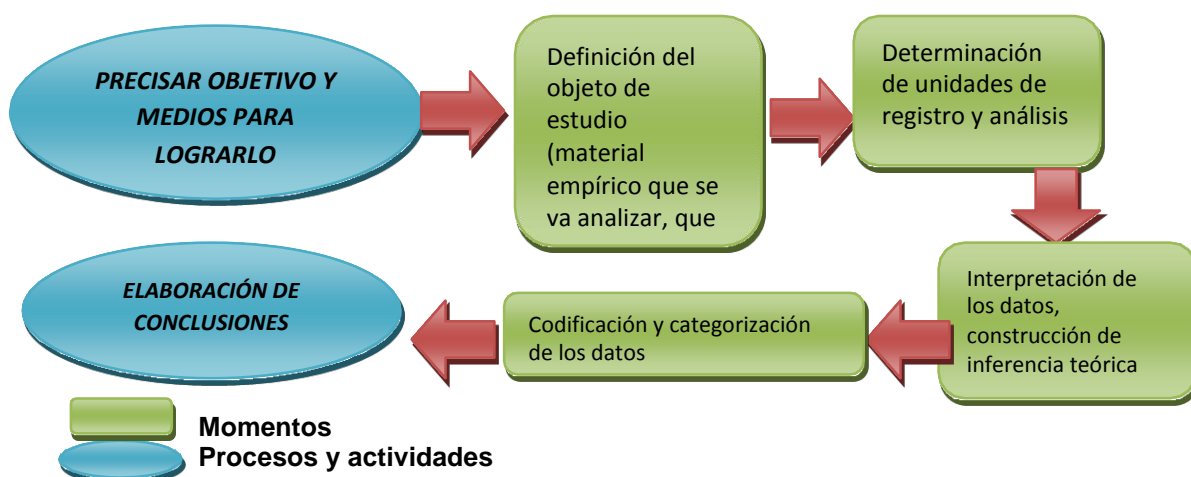 PRECISAR OBJETIVO Y
MEDIOS PARA
LOGRARLO
Definición del
objeto de
estudio
(material
empírico que se
va analizar, que
Determinación
de unidades de
registro y análisis
Interpretación de
los datos,
construcción de
inferencia teórica
Codificación y categorización
de los datos
ELABORACIÓN DE
CONCLUSIONES
Momentos
Procesos y actividades